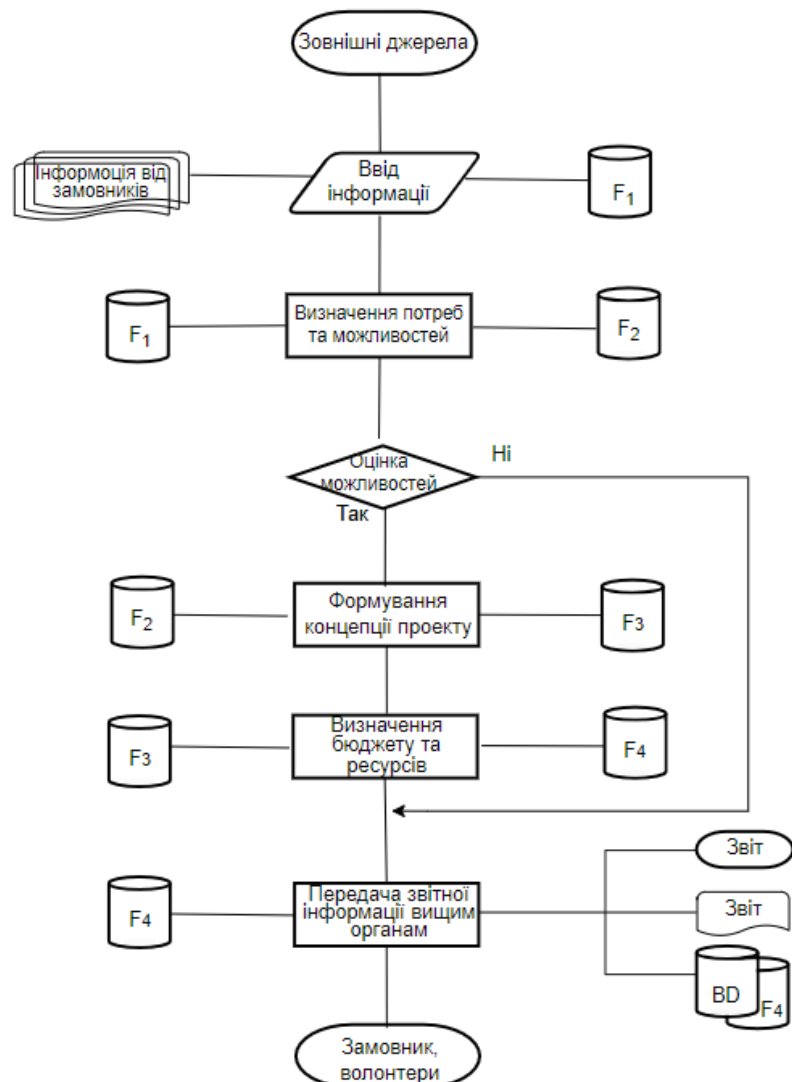 Зовнішні джерела
Інформоція від
замовників
Ввід
інформації
F1
F1
Визначення потреб
та можливостей
F2
Оцінка
можливостей
Ні
Так
F2
Формування
концепції проекту
F3
F3
Визначення
бюджету та
ресурсів
F4
F4
Передача звітної
інформації вищим
органам
Звіт
Звіт
BD
F4
Замовник,
волонтери